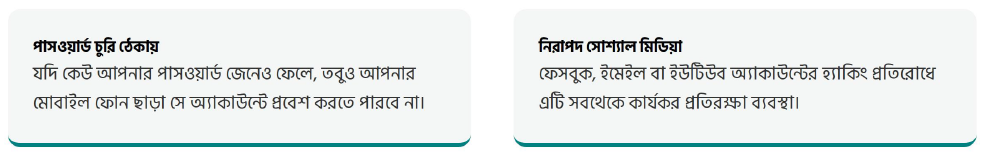 পাসওয়ার্ড চুরি ঠেকায়
যদি কেউ আপনার পাসওয়ার্ড জেনেও ফেলে, তবুও আপনার
মোবাইল ফোন ছাড়া সে অ্যাকাউন্টে প্রবেশ করতে পারবে না।
নিরাপদ সোশ্যাল মিডিয়া
ফেসবুক, ইমেইল বা ইউটিউব অ্যাকাউন্টের হ্যাকিং প্রতিরোধে
এটি সবথেকে কার্যকর প্রতিরক্ষা ব্যবস্থা।